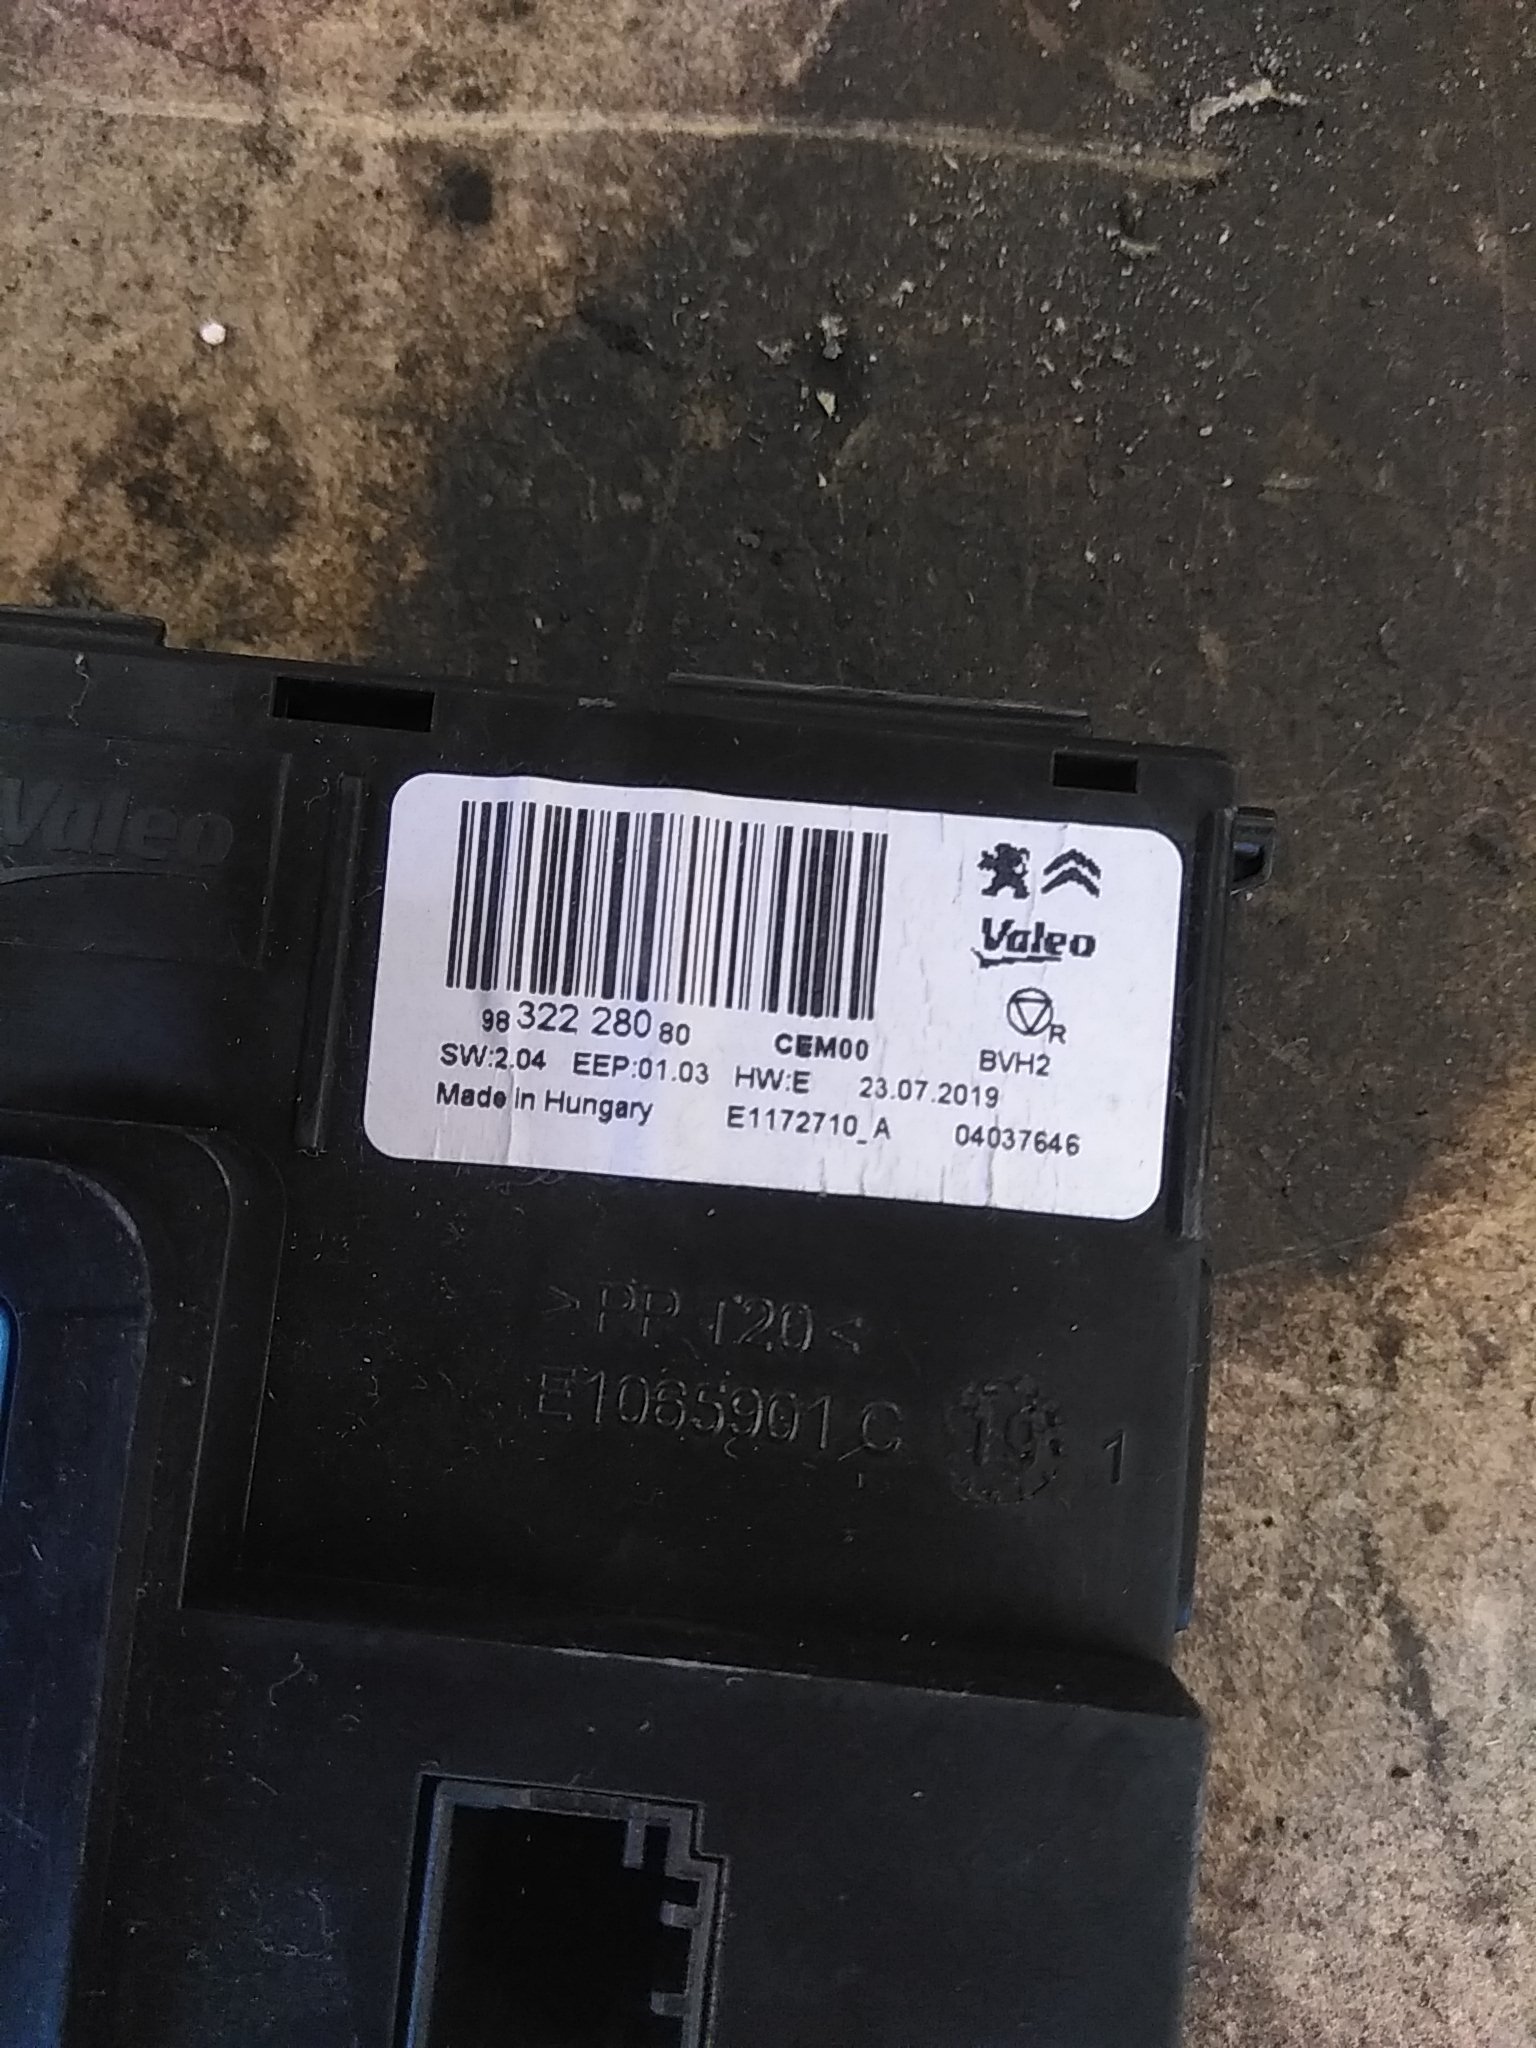 Valeo
Valeo
98 322 280 80
CEM00
R
BVH2
SW:2.04 EEP:01.03 HW:E 23.07.2019
Made in Hungary E1172710_A 04037646
>PP T20<
E1065901 C
1